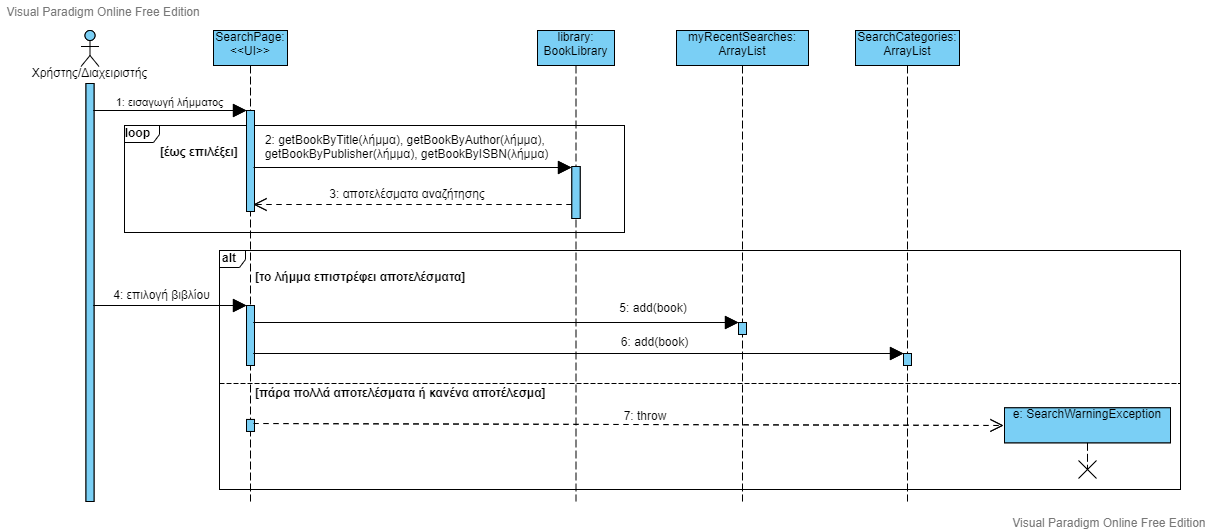 Visual Paradigm Online Free Edition
Χρήστης/Διαχειριστής
SearchPage:
<<UI>>
library:
BookLibrary
myRecentSearches:
ArrayList
SearchCategories:
ArrayList
1: εισαγωγή λήμματος
loop
[έως επιλέξει]
2: getBookByTitle(λήμμα), getBookByAuthor(λήμμα),
getBookByPublisher(λήμμα), getBookByISBN(λήμμα)
3: αποτελέσματα αναζήτησης
alt
[το λήμμα επιστρέφει αποτελέσματα]
4: επιλογή βιβλίου
5: add(book)
6: add(book)
[πάρα πολλά αποτελέσματα ή κανένα αποτέλεσμα]
7: throw
e: SearchWarningException
Visual Paradigm Online Free Edition